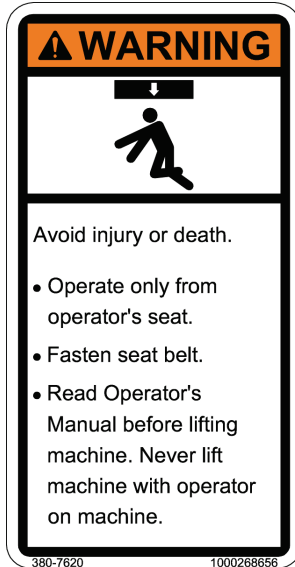 WARNING
Avoid injury or death.
• Operate only from
operator's seat.
• Fasten seat belt.
• Read Operator's
Manual before lifting
machine. Never lift
machine with operator
on machine.
380-7620 1000268656